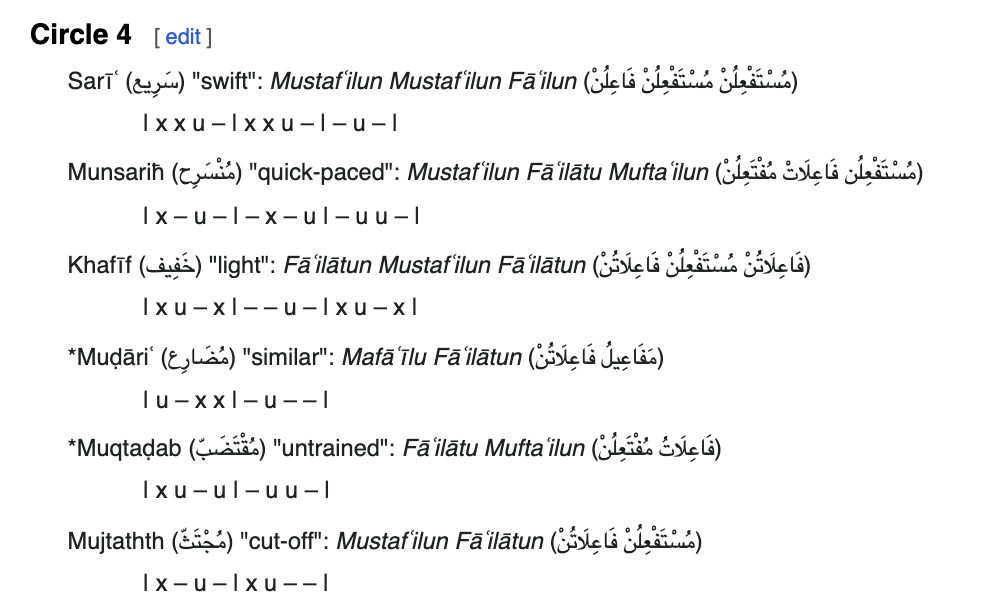 Circle 4 [ edit ]
Sarīʿ (سَرِيع) "swift": Mustafʿilun Mustafʿilun Fāʿilun (مُسْتَفْعِلُنْ مُسْتَفْعِلُنْ فَاعِلُنْ)
| x x u – | x x u – | – u – |
Munsariħ (مُنْسَرِح) "quick-paced": Mustafʿilun Fāʿilātu Muftaʿilun (مُسْتَفْعِلُن فَاعِلَاتْ مُفْتَعِلُنْ)
| x – u – | – x – u | – u u – |
Khafīf (خَفِيف) "light": Fāʿilātun Mustafʿilun Fāʿilātun (فَاعِلَاتُنْ مُسْتَفْعِلُنْ فَاعِلَاتُنْ)
| x u – x | – – u – | x u – x |
*Muḍāriʿ (مُضَارِع) "similar": Mafāʿīlu Fāʿilātun (مَفَاعِيلُ فَاعِلَاتُنْ)
| u – x x | – u – – |
*Muqtaḍab (مُقْتَضَبّ) "untrained": Fāʿilātu Muftaʿilun (فَاعِلَاتُ مُفْتَعِلُنْ)
| x u – u | – u u – |
Mujtathth (مُجْتَثّ) "cut-off": Mustafʿilun Fāʿilātun (مُسْتَفْعِلُنْ فَاعِلَاتُنْ)
| x – u – | x u – – |